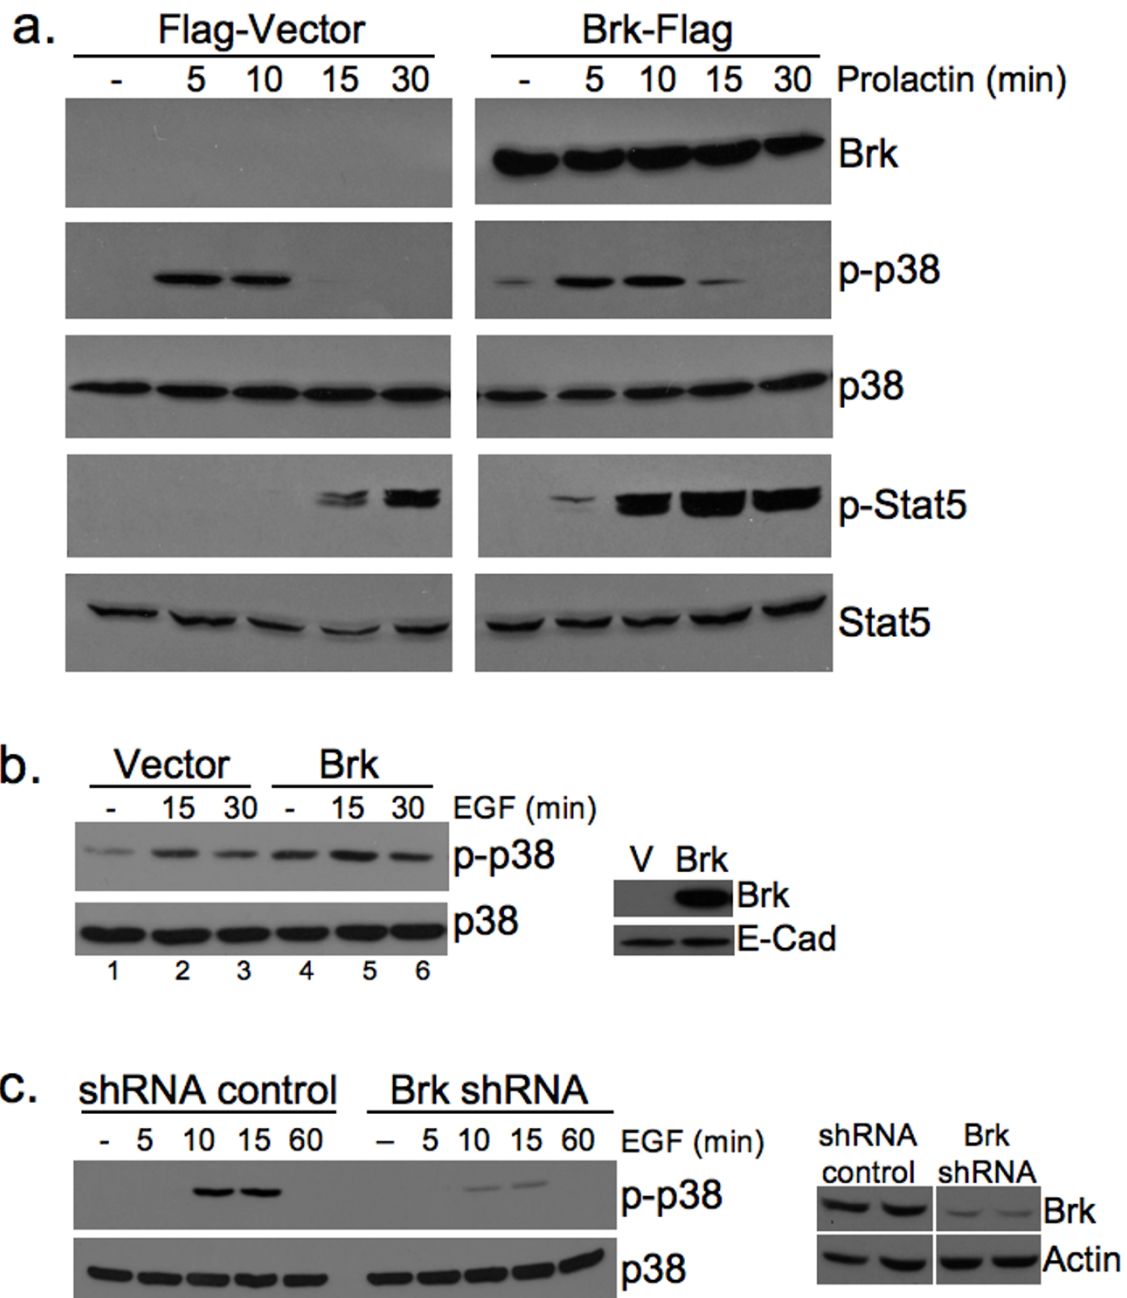 a.
Flag-Vector Brk-Flag
- 5 10 15 30 - 5 10 15 30 Prolactin (min)
Brk
p-p38
p38
p-Stat5
Stat5
b.
Vector Brk
- 15 30 - 15 30 EGF (min)
p-p38
p38
1 2 3 4 5 6
V Brk
Brk
E-Cad
c.
shRNA control Brk shRNA
- 5 10 15 60 – 5 10 15 60 EGF (min)
p-p38
p38
shRNA control Brk shRNA
Brk
Actin